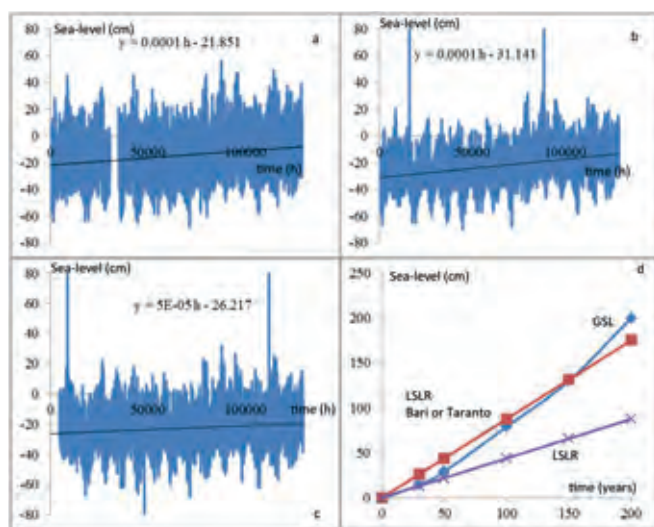 Sea-level (cm)
y = 0.0001 h - 21.851
a
80
60
40
20
0
-20
-40
-60
-80
0
50000
100000
time (h)
Sea-level (cm)
b
y = 0.0001 h - 31.141
80
60
40
20
0
-20
-40
-60
-80
0
50000
100000
time (h)
Sea-level (cm)
y = 5E-05 h - 26.217
80
60
40
20
0
-20
-40
-60
-80
0
50000
100000
time (h)
c
Sea-level (cm)
d
250
200
150
100
50
0
GSL
LSLR
Bari or Taranto
LSLR
time (years)
0
50
100
150
200